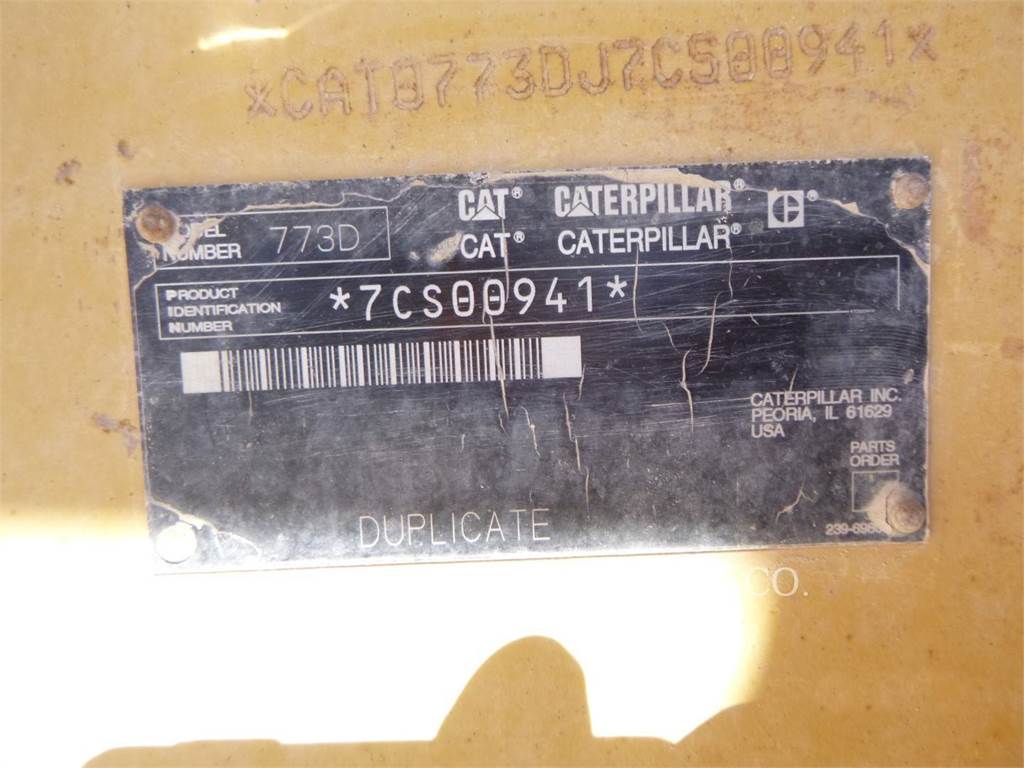 *CAT0773DJ7CS00941*
CAT® CATERPILLAR® ®
MODEL NUMBER 773D
CAT® CATERPILLAR®
PRODUCT
IDENTIFICATION
NUMBER
*7CS00941*
CATERPILLAR INC.
PEORIA, IL 61629
USA
PARTS
ORDER
DUPLICATE
CO.